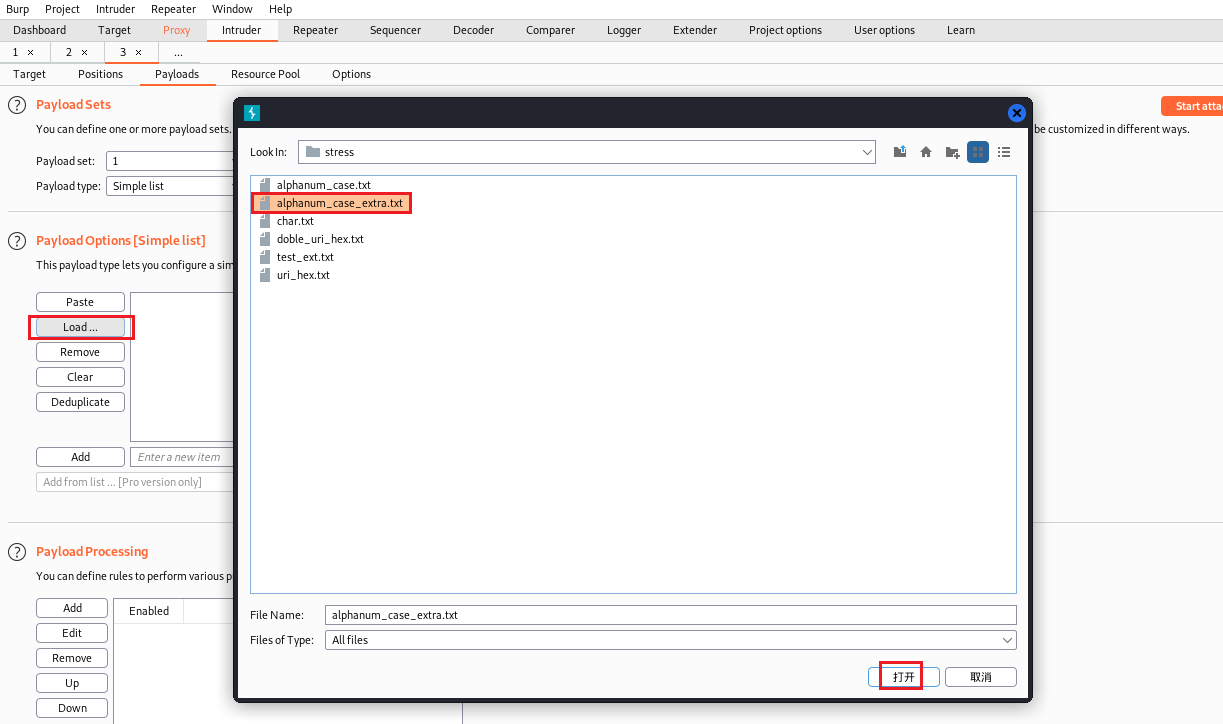 Burp Project Intruder Repeater Window Help
Dashboard Target Proxy Intruder Repeater Sequencer Decoder Comparer Logger Extender Project options User options Learn
1 × 2 × 3 × ...
Target Positions Payloads Resource Pool Options
? Payload Sets
Start atta
You can define one or more payload sets.
be customized in different ways.
Payload set: 1
Payload type: Simple list
? Payload Options [Simple list]
This payload type lets you configure a sim
Paste
Load ...
Remove
Clear
Deduplicate
Add Enter a new item
Add from list ... [Pro version only]
? Payload Processing
You can define rules to perform various p
Add Enabled
Edit
Remove
Up
Down
Look In: stress
alphanum_case.txt
alphanum_case_extra.txt
char.txt
doble_uri_hex.txt
test_ext.txt
uri_hex.txt
File Name: alphanum_case_extra.txt
Files of Type: All files
打开 取消